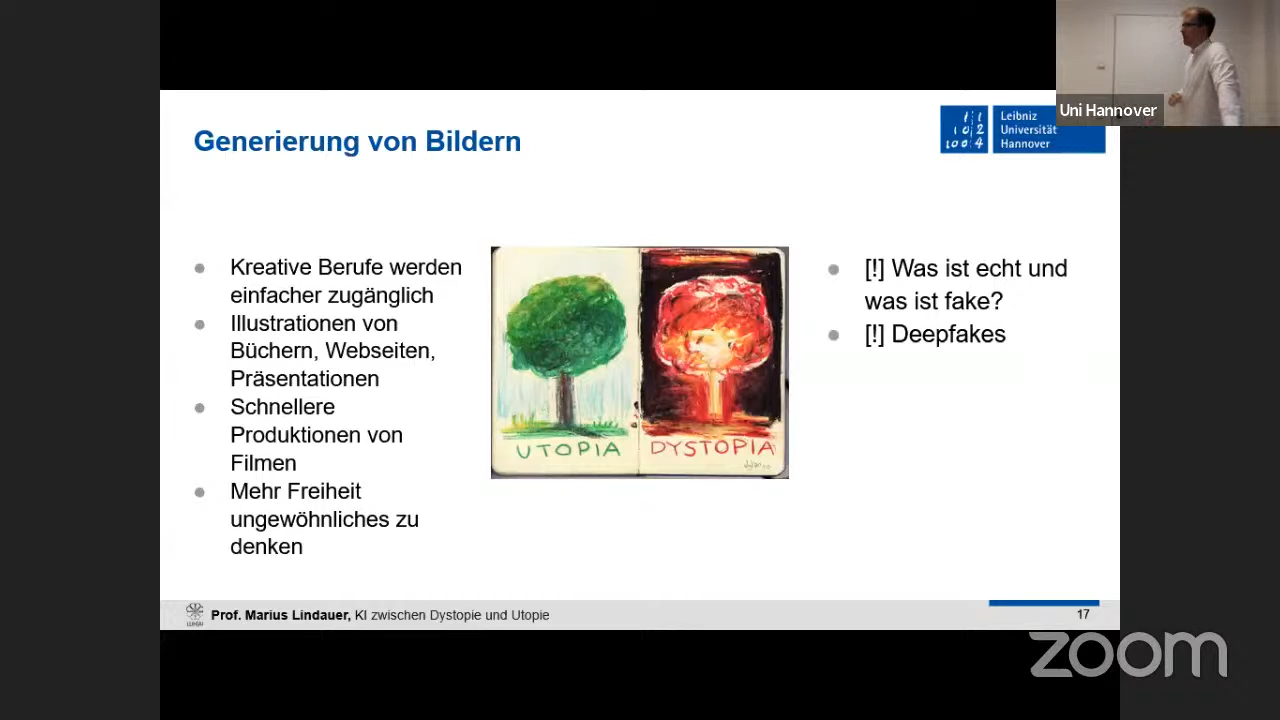 Uni Hannover
Generierung von Bildern
Leibniz
Universität
Hannover
Kreative Berufe werden
einfacher zugänglich
Illustrationen von
Büchern, Webseiten,
Präsentationen
Schnellere
Produktionen von
Filmen
Mehr Freiheit
ungewöhnliches zu
denken
UTOPIA
DYSTOPIA
[!] Was ist echt und
was ist fake?
[!] Deepfakes
Prof. Marius Lindauer, KI zwischen Dystopie und Utopie
17
zoom